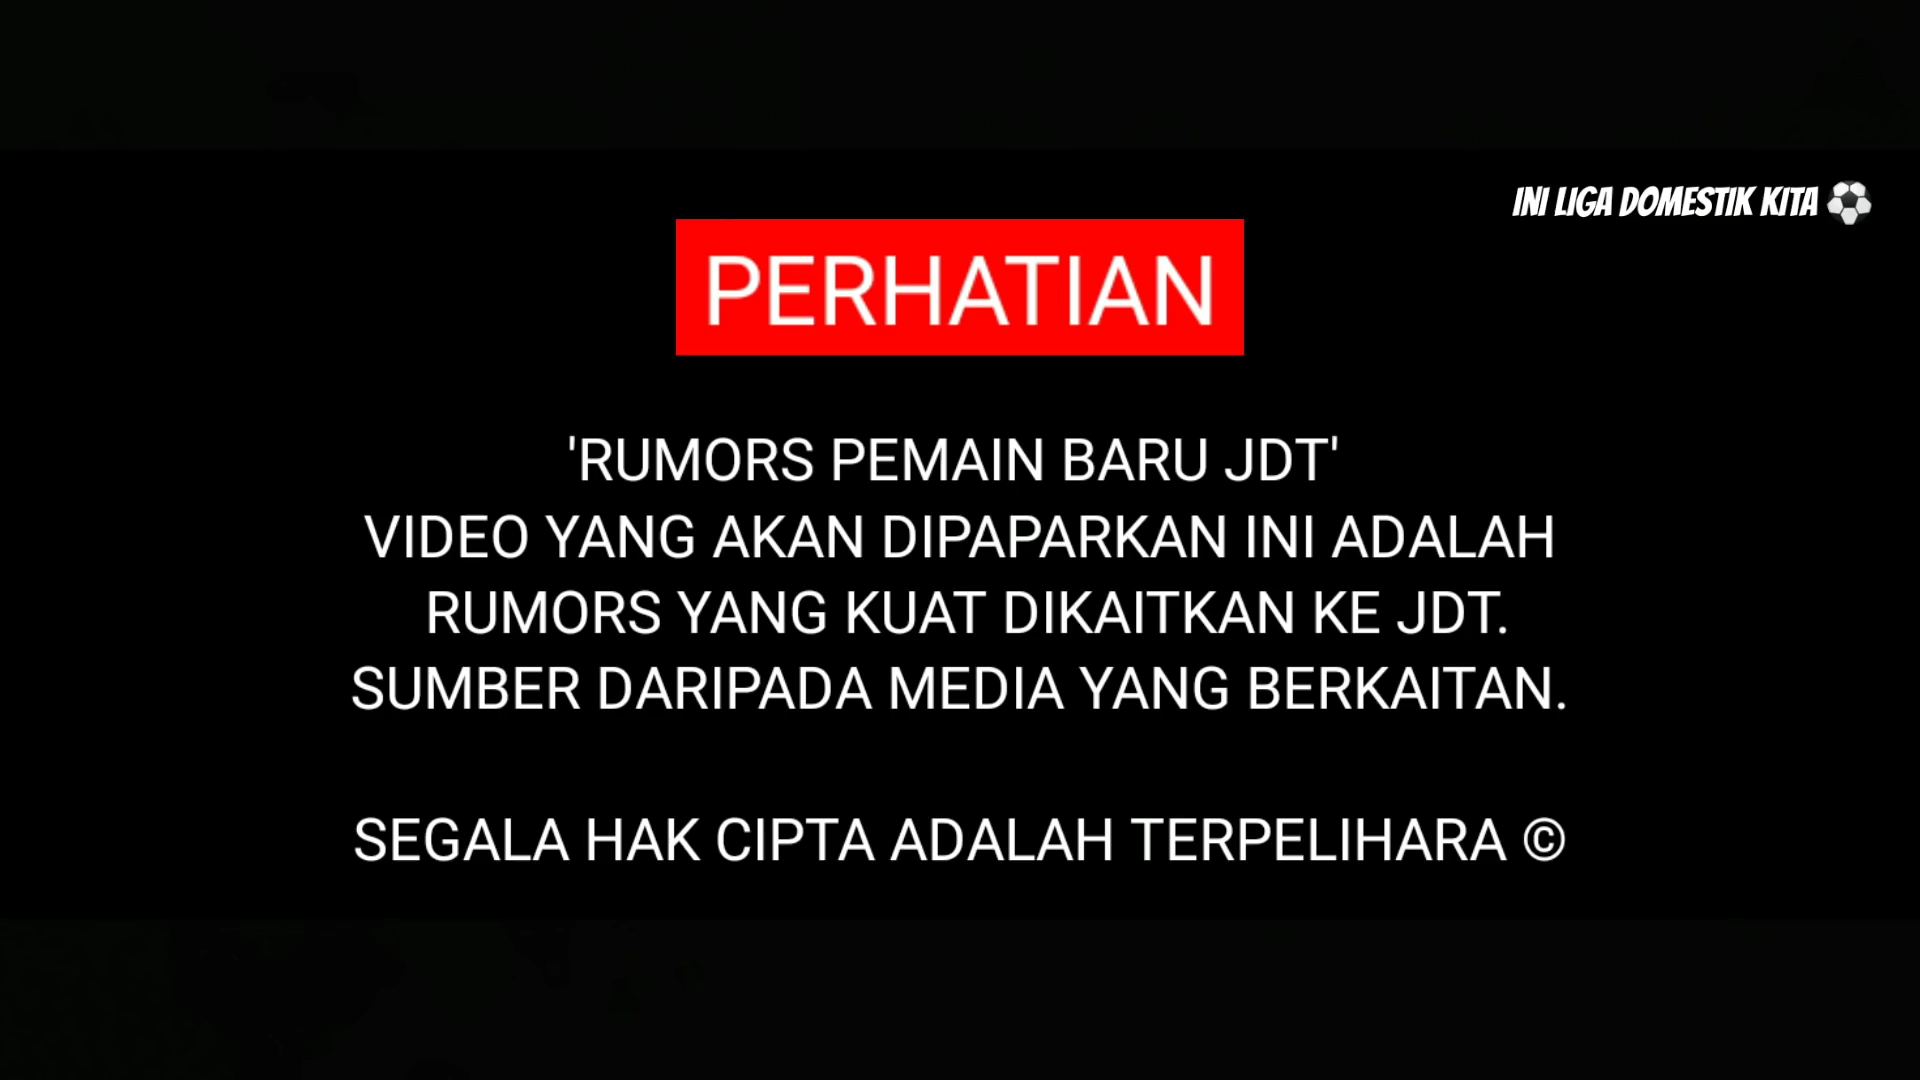 INI LIGA DOMESTIK KITA
PERHATIAN
'RUMORS PEMAIN BARU JDT'
VIDEO YANG AKAN DIPAPARKAN INI ADALAH
RUMORS YANG KUAT DIKAITKAN KE JDT.
SUMBER DARIPADA MEDIA YANG BERKAITAN.
SEGALA HAK CIPTA ADALAH TERPELIHARA ©